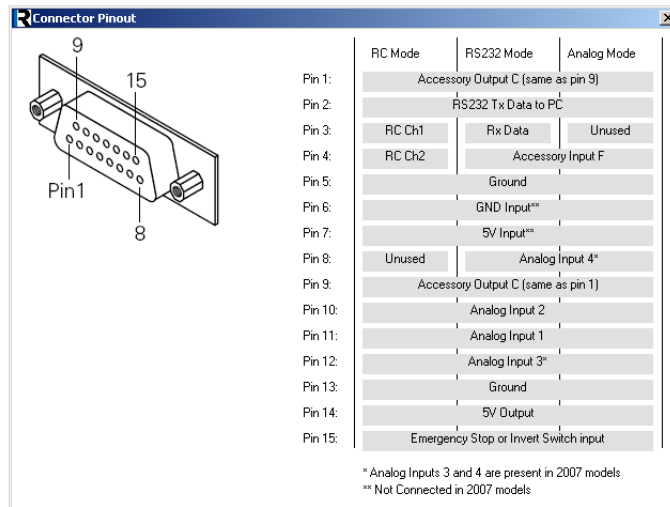 Connector Pinout
9
15
Pin1
8
RC Mode RS232 Mode Analog Mode
Pin 1: Accessory Output C (same as pin 9)
Pin 2: RS232 Tx Data to PC
Pin 3: RC Ch1 Rx Data Unused
Pin 4: RC Ch2 Accessory Input F
Pin 5: Ground
Pin 6: GND Input**
Pin 7: 5V Input**
Pin 8: Unused Analog Input 4*
Pin 9: Accessory Output C (same as pin 1)
Pin 10: Analog Input 2
Pin 11: Analog Input 1
Pin 12: Analog Input 3*
Pin 13: Ground
Pin 14: 5V Output
Pin 15: Emergency Stop or Invert Switch input
* Analog Inputs 3 and 4 are present in 2007 models
** Not Connected in 2007 models